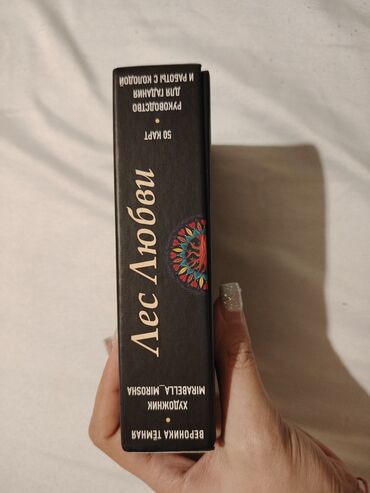 ВЕРОНИКА ТЁМНАЯ
ХУДОЖНИК
MIRABELLA_MIROSHA
Лес Любви
50 КАРТ
•
РУКОВОДСТВО
ДЛЯ ГАДАНИЯ
И РАБОТЫ С КОЛОДОЙ